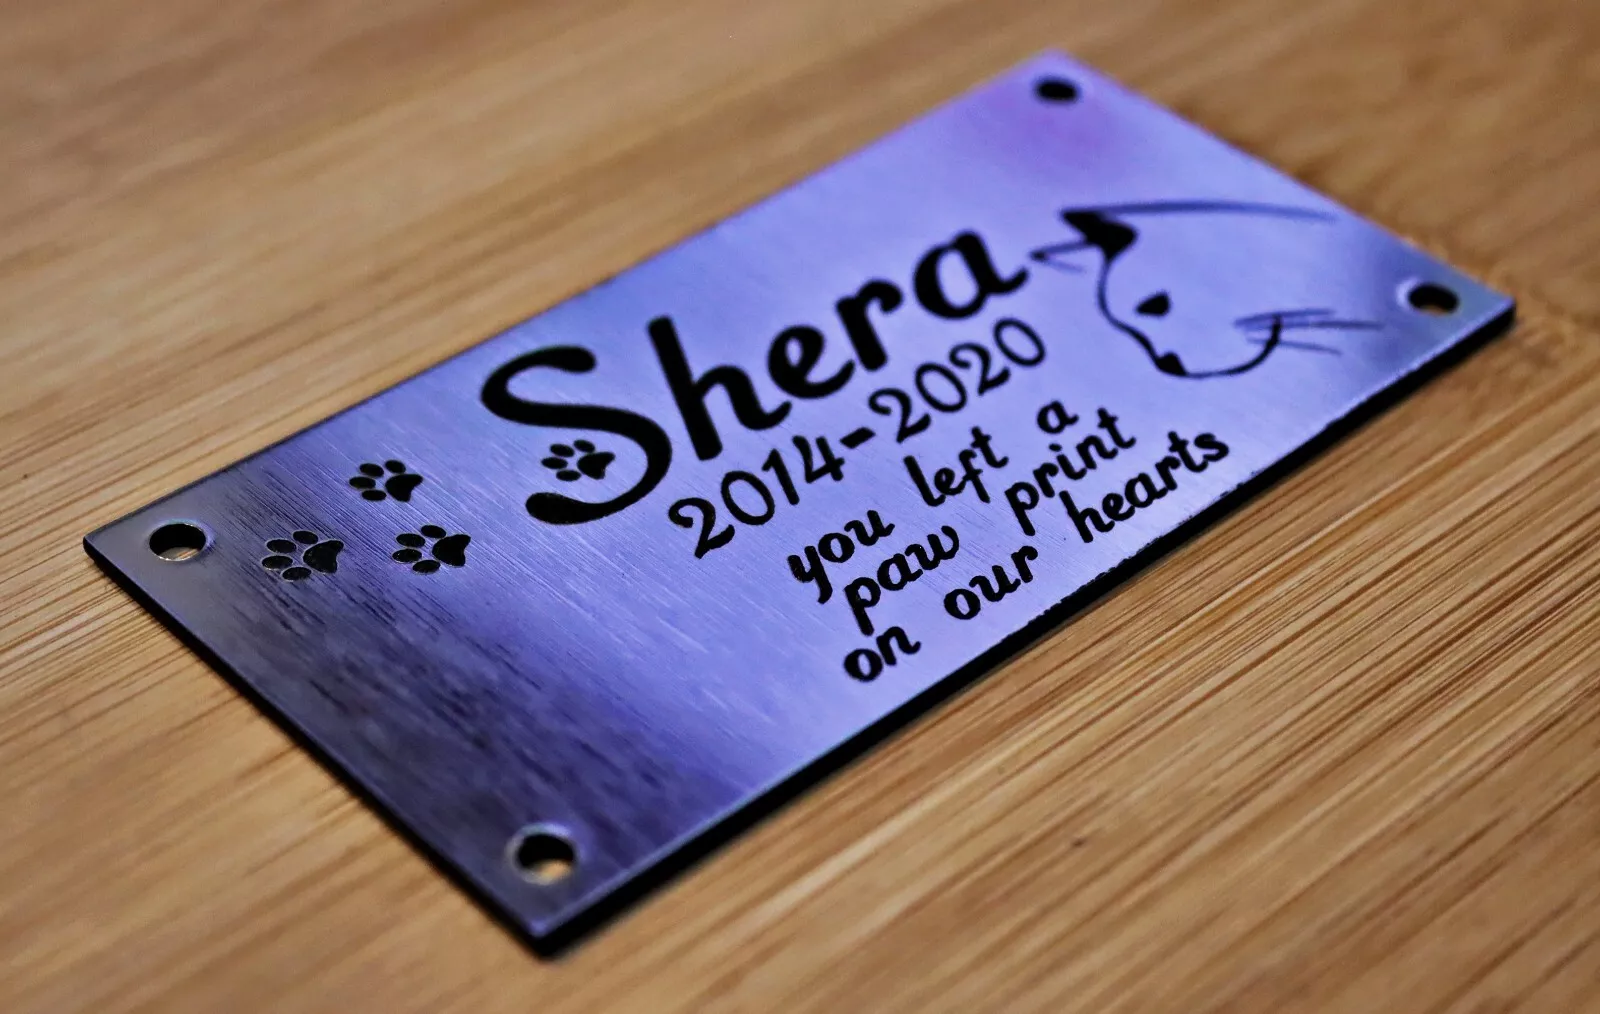 Shera
2014-2020
you left a
paw print
on our hearts